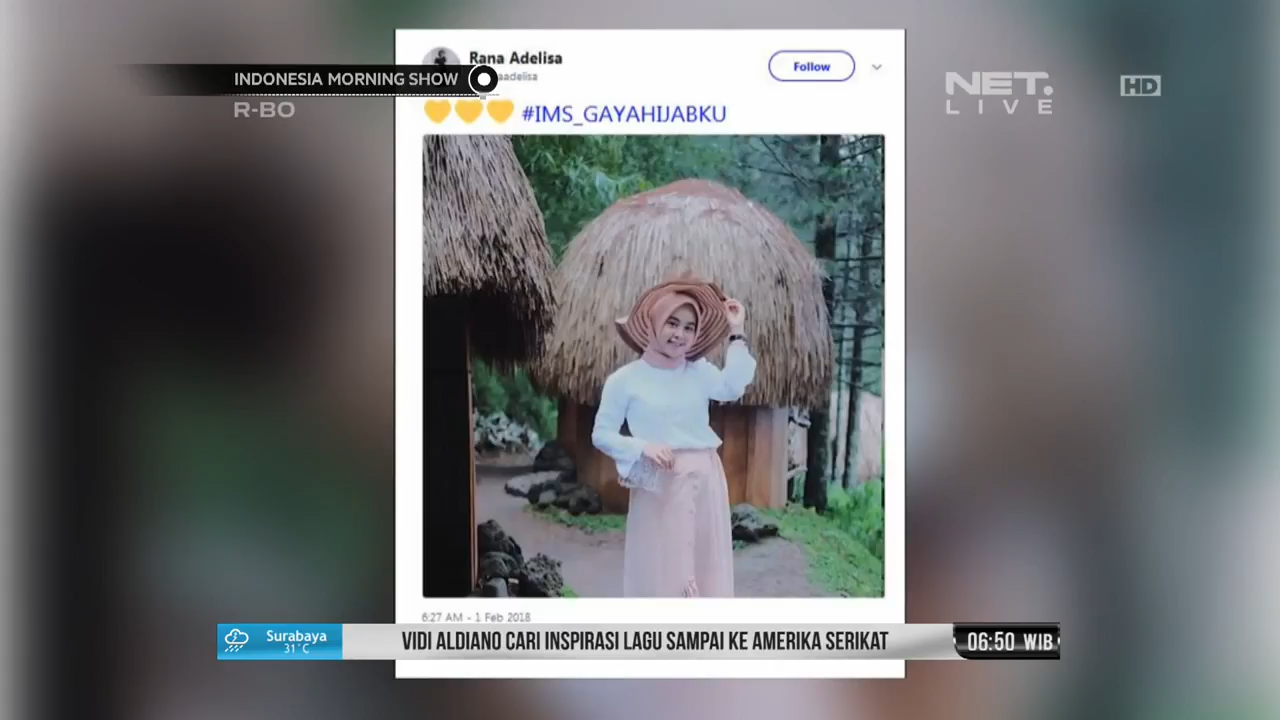 INDONESIA MORNING SHOW
R-BO
NET.
LIVE
HD
Rana Adelisa
Follow
#IMS_GAYAHIJABKU
6:27 AM - 1 Feb 2018
Surabaya
31°C
VIDI ALDIANO CARI INSPIRASI LAGU SAMPAI KE AMERIKA SERIKAT
06:50 WIB